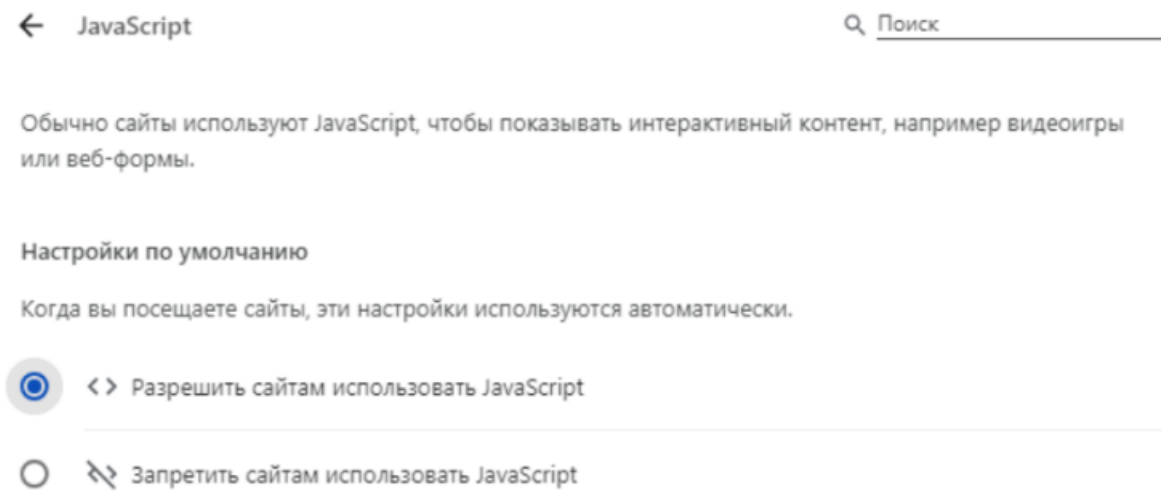 JavaScript
Поиск
Обычно сайты используют JavaScript, чтобы показывать интерактивный контент, например видеоигры
или веб-формы.
Настройки по умолчанию
Когда вы посещаете сайты, эти настройки используются автоматически.
Разрешить сайтам использовать JavaScript
Запретить сайтам использовать JavaScript